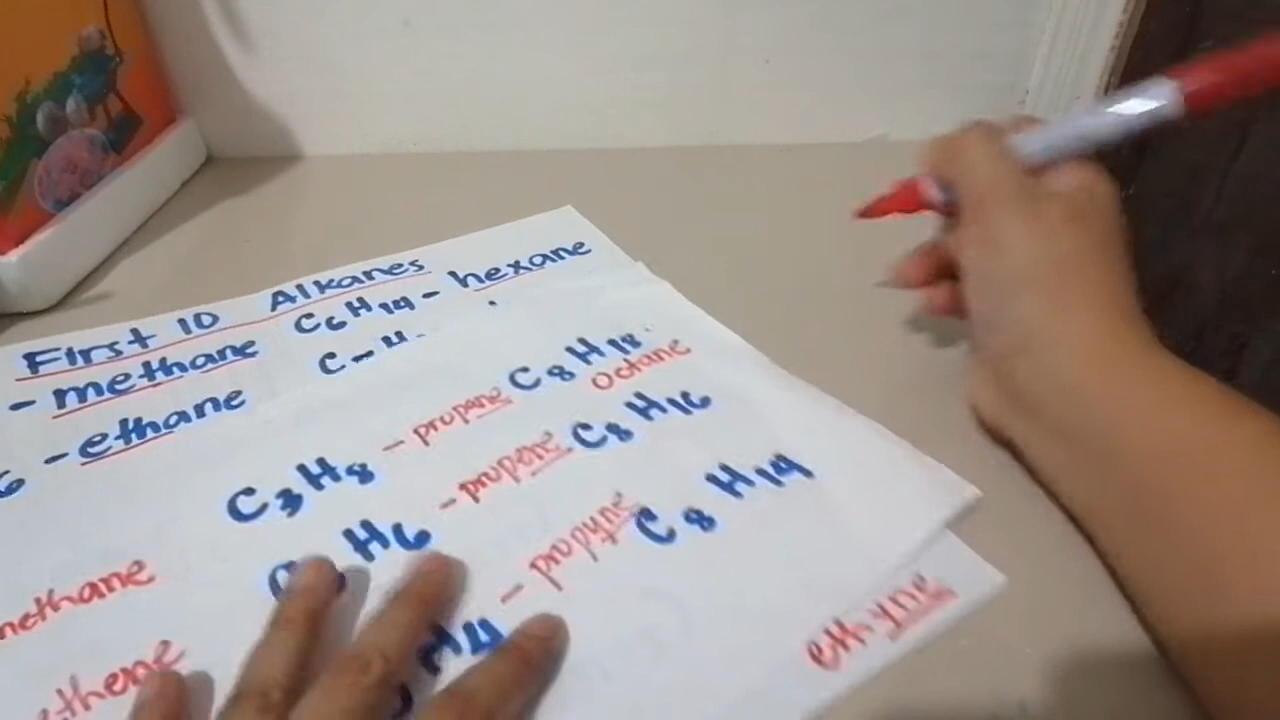 First 10 Alkanes
- methane C6H14 - hexane
6 - ethane C H
C3H8 - propane C8H18
octane
H6 - propene C8H16
H4 - propyne C8H14
methane
ethene
ethyne